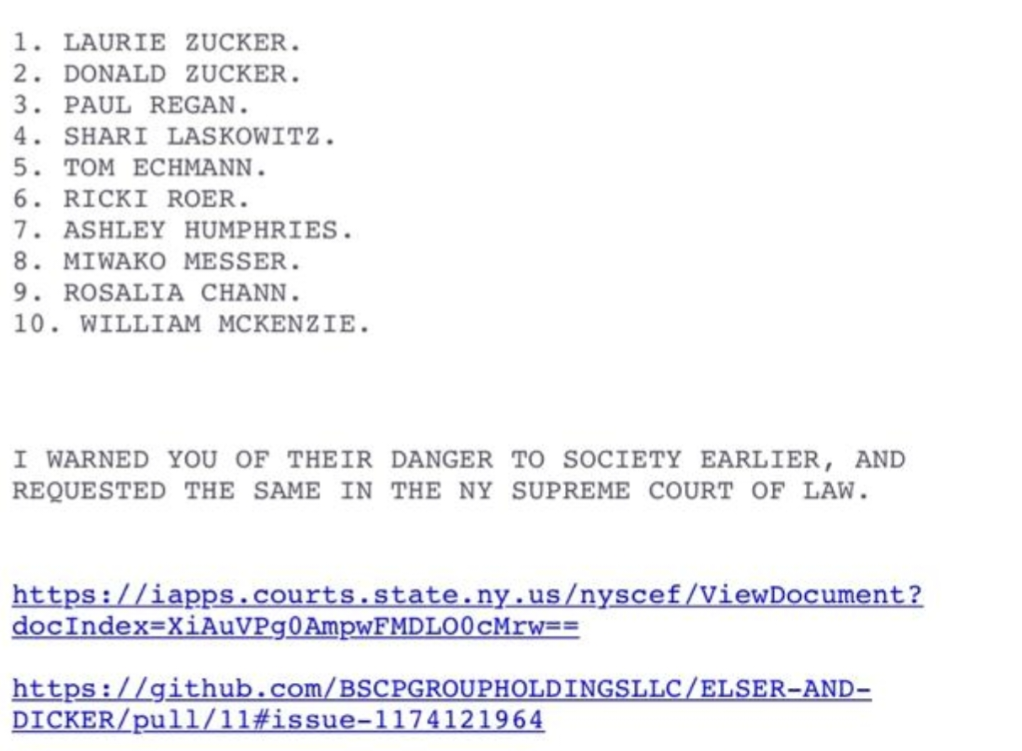 1. LAURIE ZUCKER.
2. DONALD ZUCKER.
3. PAUL REGAN.
4. SHARI LASKOWITZ.
5. TOM ECHMANN.
6. RICKI ROER.
7. ASHLEY HUMPHRIES.
8. MIWAKO MESSER.
9. ROSALIA CHANN.
10. WILLIAM MCKENZIE.
I WARNED YOU OF THEIR DANGER TO SOCIETY EARLIER, AND
REQUESTED THE SAME IN THE NY SUPREME COURT OF LAW.
https://iapps.courts.state.ny.us/nyscef/ViewDocument?
docIndex=XiAuVPg0AmpwFMDLO0cMrw==
https://github.com/BSCPGROUPHOLDINGSLLC/ELSER-AND-
DICKER/pull/11#issue-1174121964